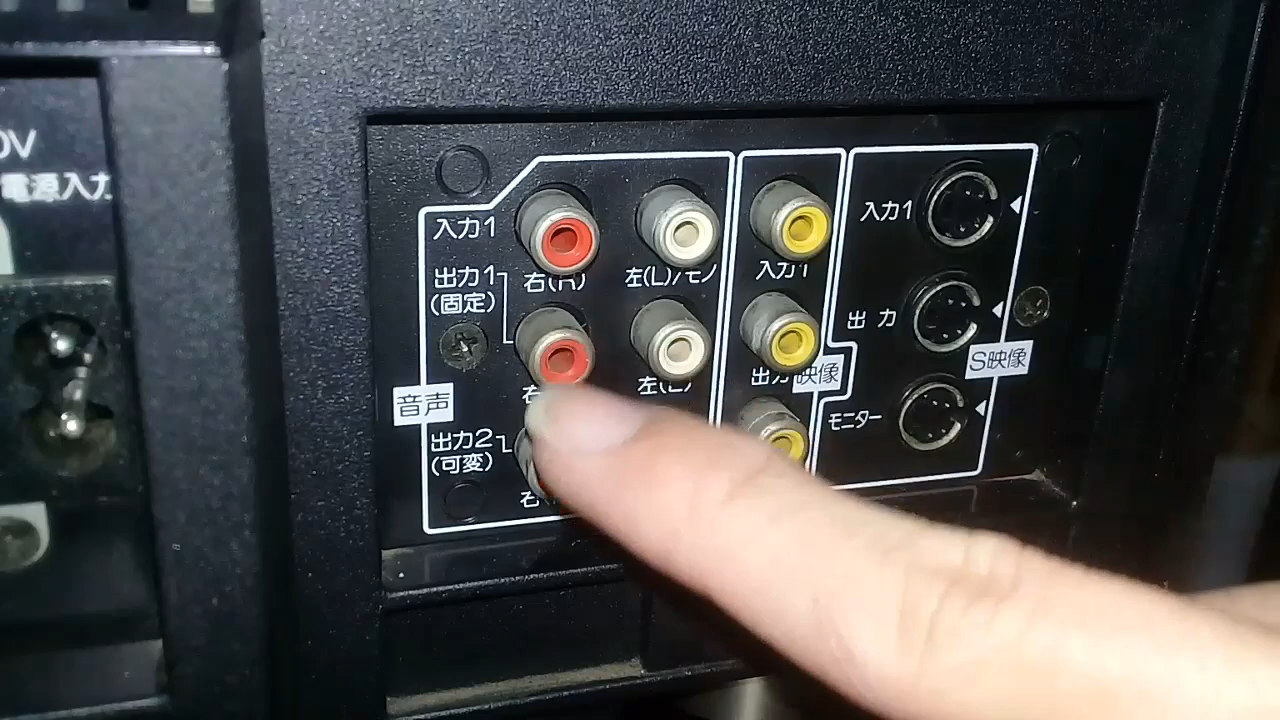 電源入力
入力1
右(R)
左(L)/モノ
入力1
入力1
出力1
(固定)
左(L)
出力
映像
出 力
S映像
音声
モニター
出力2
(可変)
右